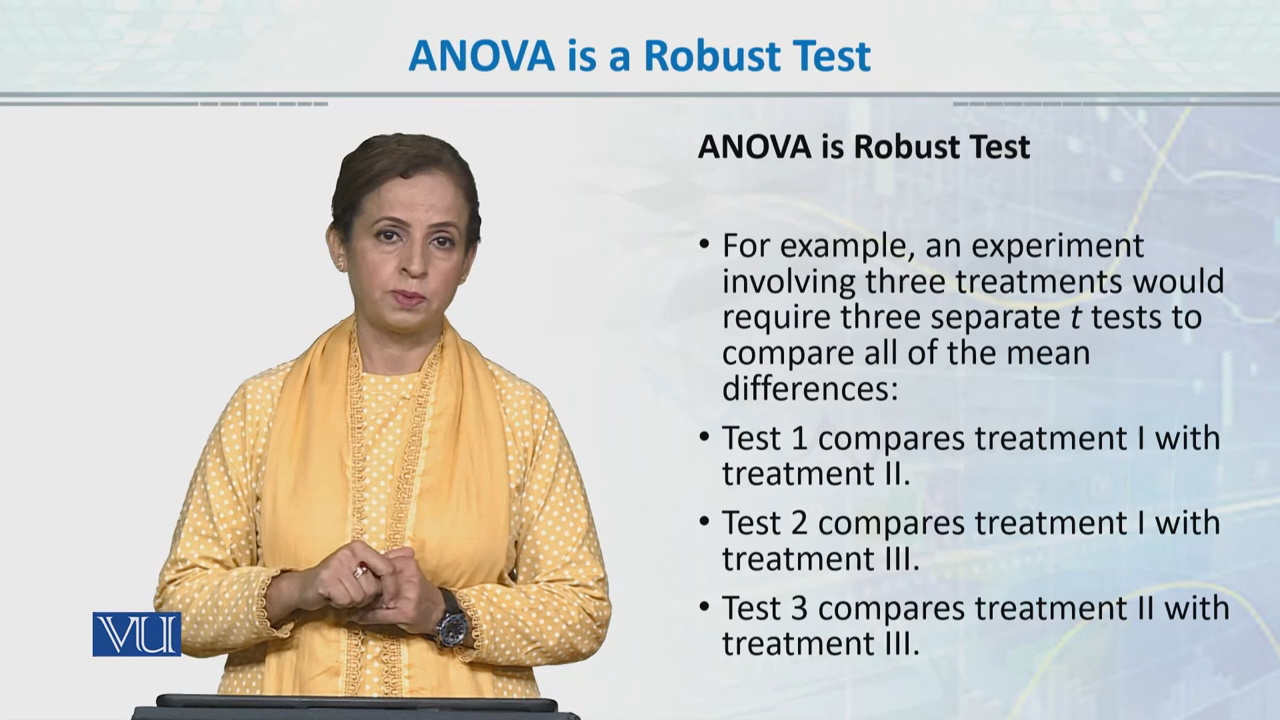 ANOVA is a Robust Test
ANOVA is Robust Test
• For example, an experiment
involving three treatments would
require three separate t tests to
compare all of the mean
differences:
• Test 1 compares treatment I with
treatment II.
• Test 2 compares treatment I with
treatment III.
• Test 3 compares treatment II with
treatment III.
VU